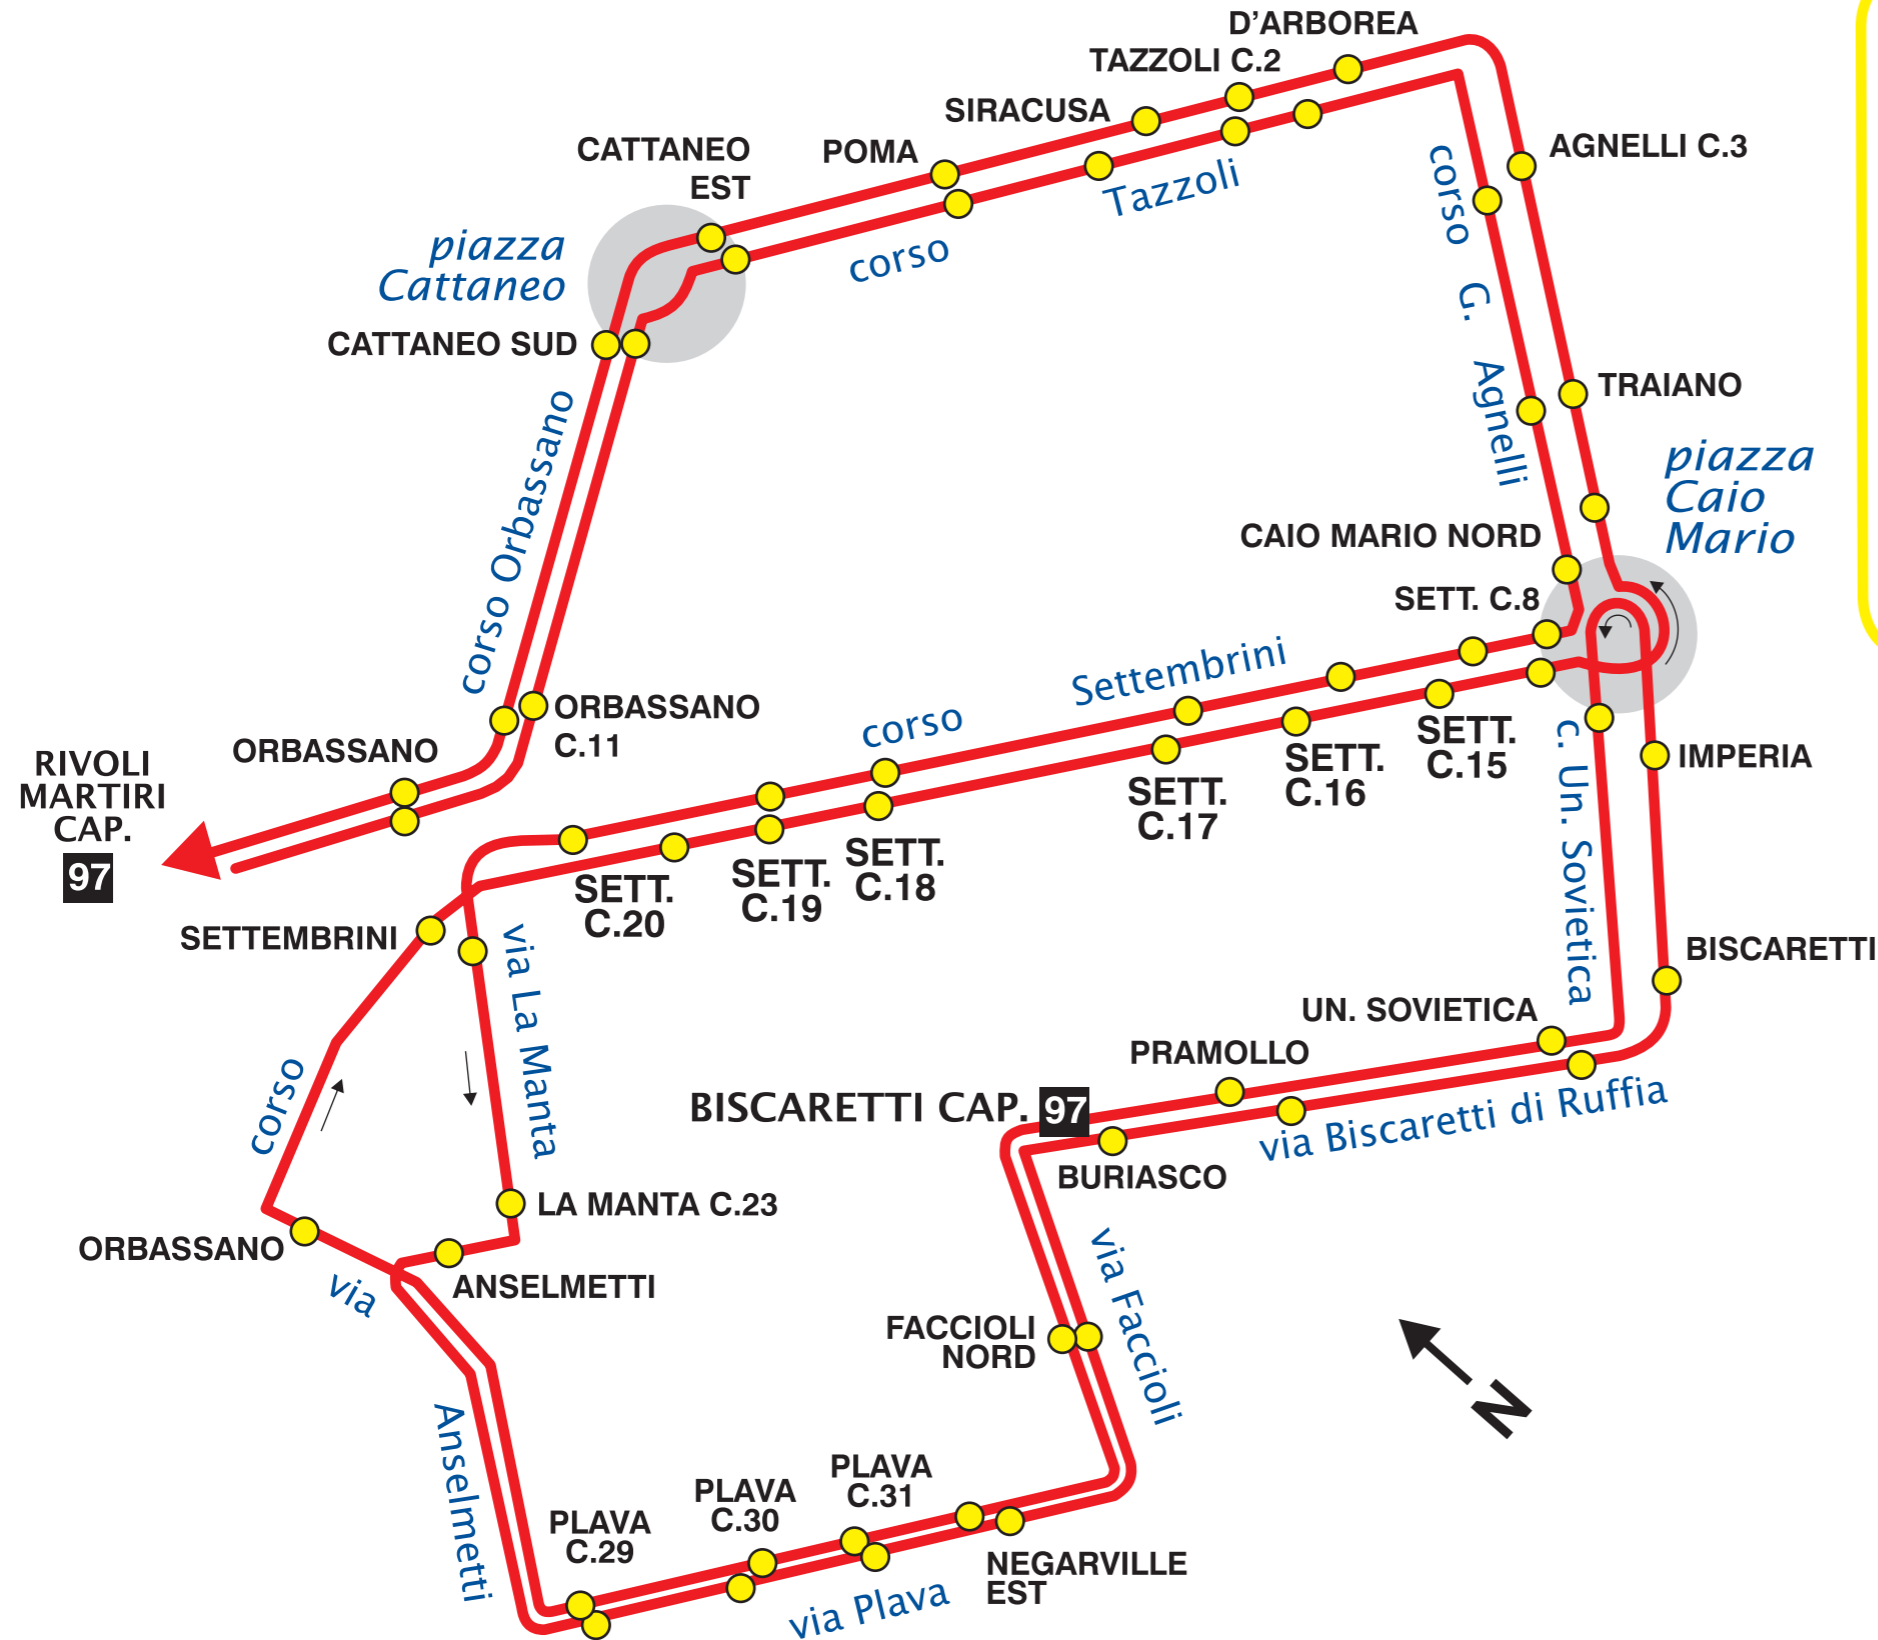 D'ARBOREA
TAZZOLI C.2
SIRACUSA
POMA
CATTANEO
EST
AGNELLI C.3
piazza
Cattaneo
corso
Tazzoli
corso G. Agnelli
CATTANEO SUD
TRAIANO
piazza
Caio
Mario
corso Orbassano
CAIO MARIO NORD
SETT. C.8
corso Settembrini
ORBASSANO
C.11
ORBASSANO
RIVOLI
MARTIRI
CAP.
97
SETT.
C.15
SETT.
C.16
SETT.
C.17
SETT.
C.18
SETT.
C.19
SETT.
C.20
c. Un. Sovietica
IMPERIA
SETTEMBRINI
via La Manta
BISCARETTI
UN. SOVIETICA
PRAMOLLO
BISCARETTI CAP. 97
via Biscaretti di Ruffia
BURIASCO
corso
LA MANTA C.23
ORBASSANO
ANSELMETTI
via
Anselmetti
FACCIOLI
NORD
via Faccioli
N
PLAVA
C.31
PLAVA
C.30
PLAVA
C.29
NEGARVILLE
EST
via Plava